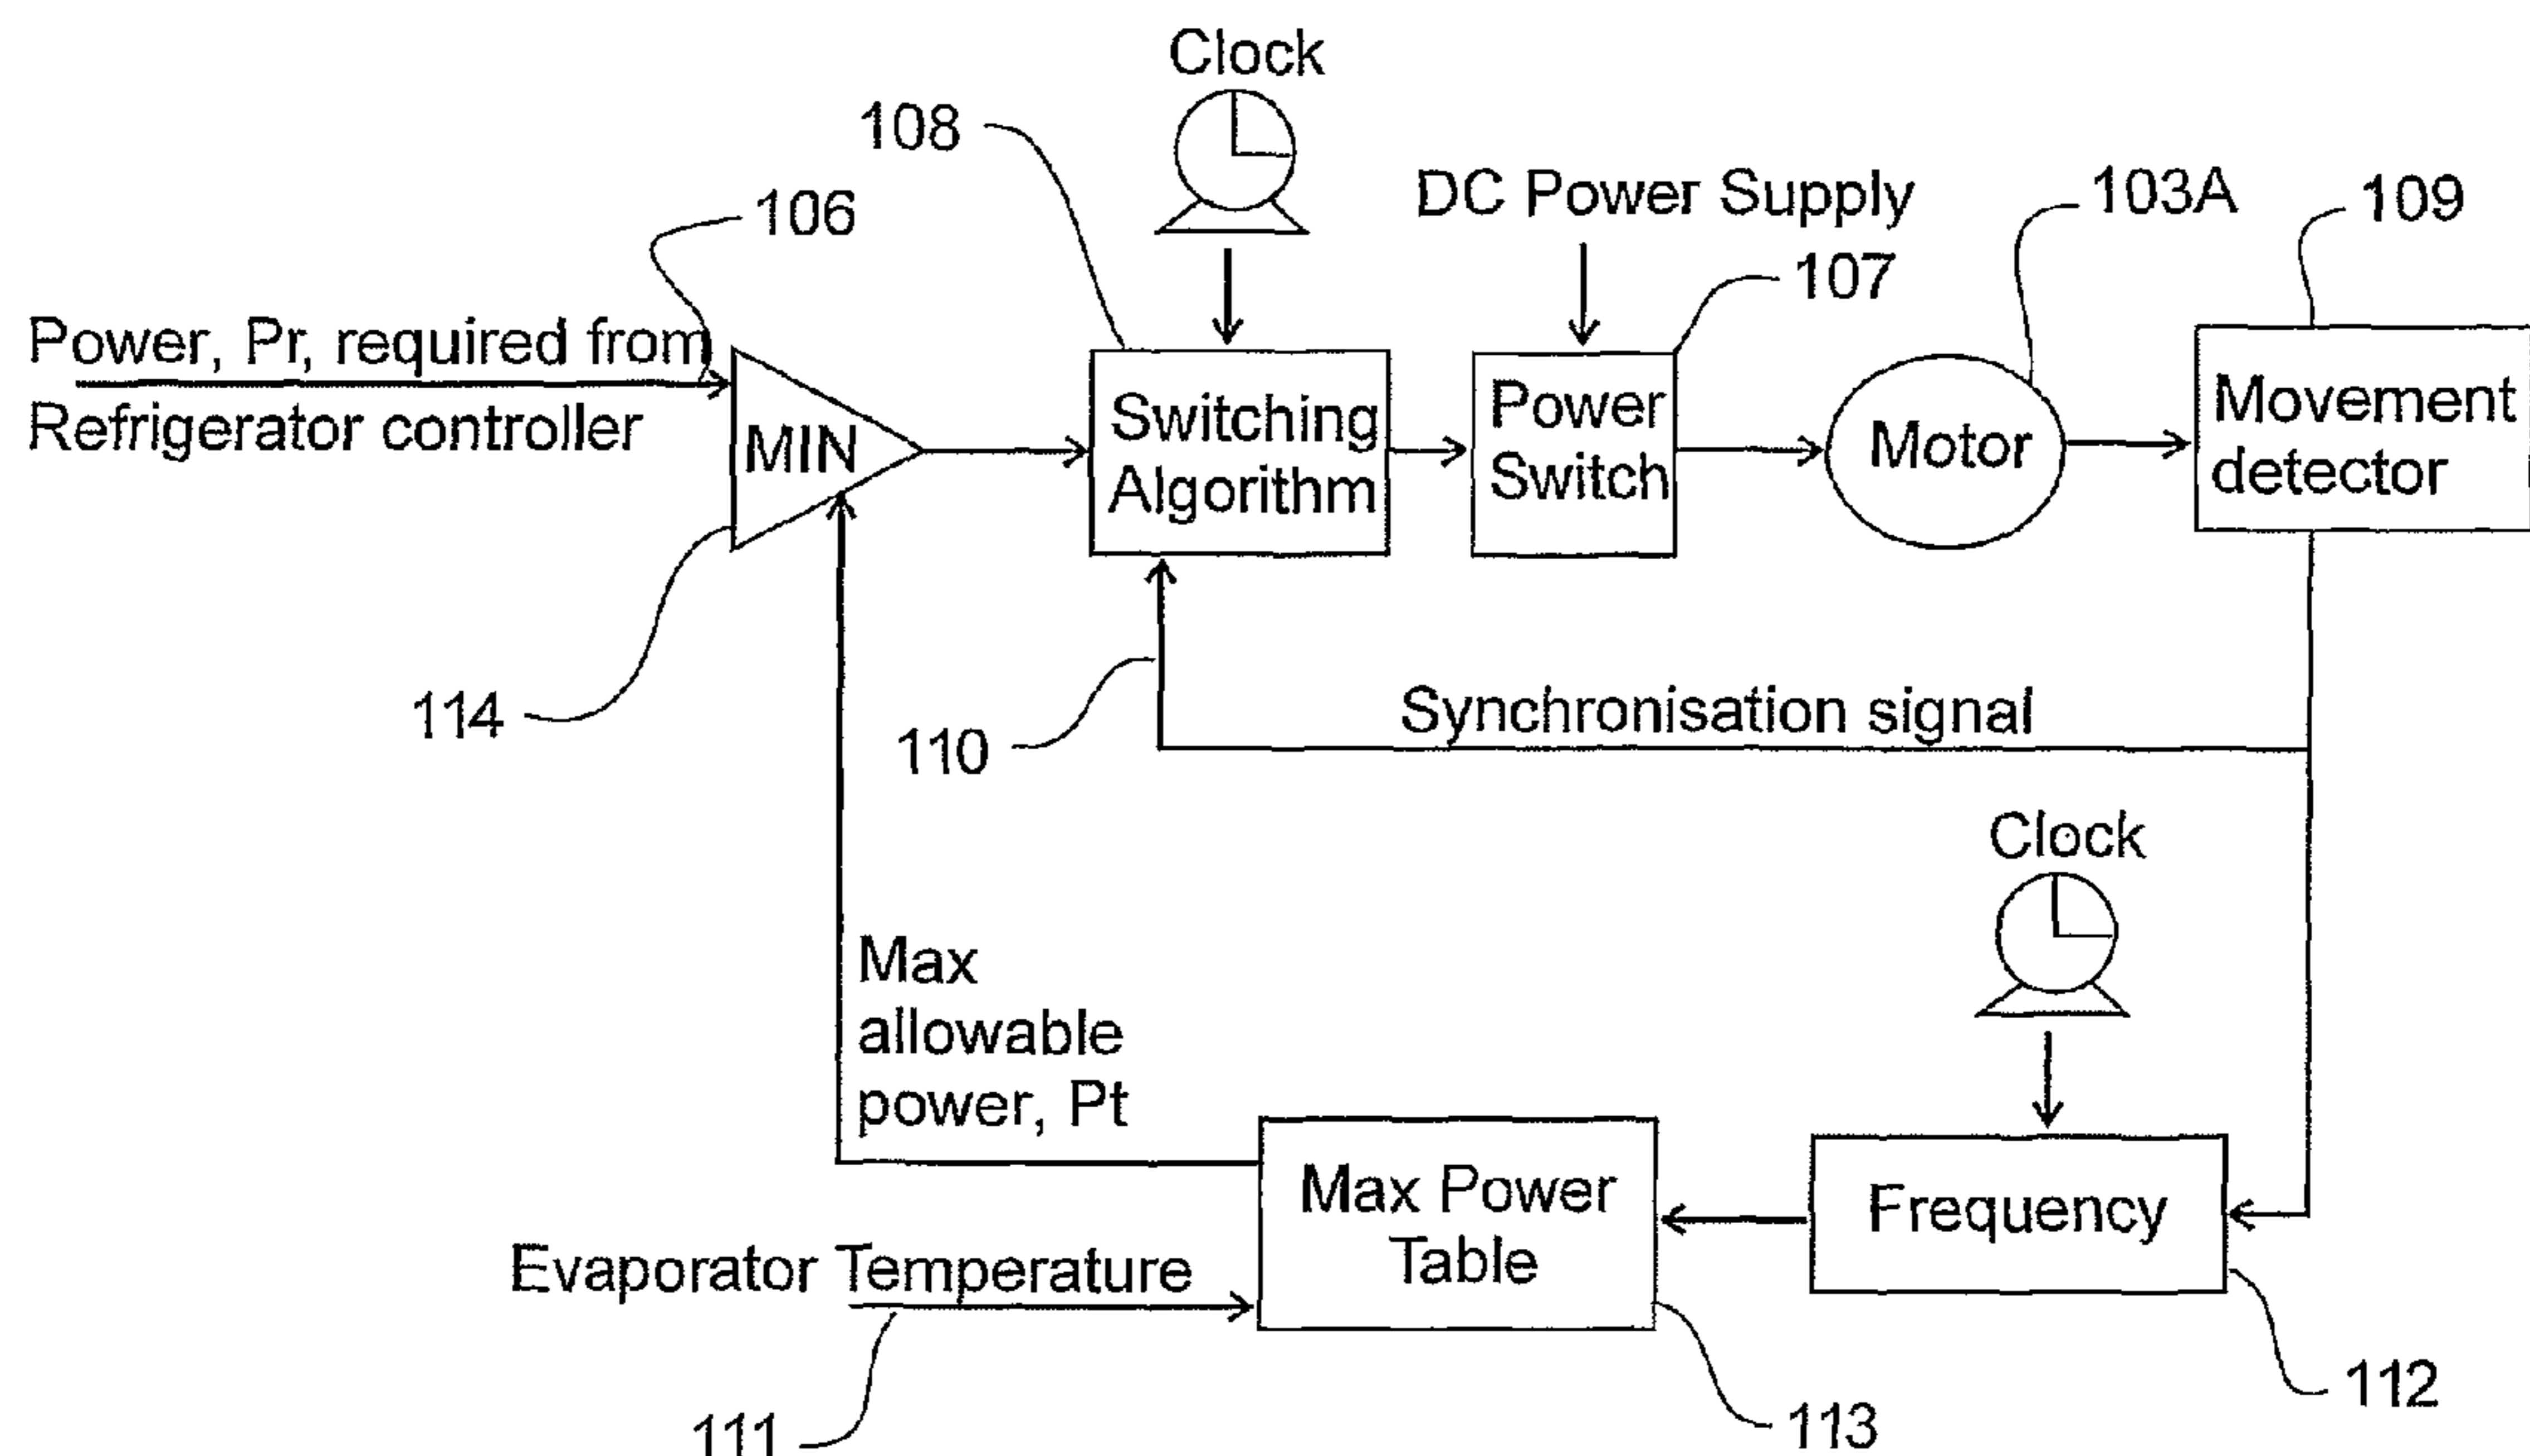 Clock
108
106
DC Power Supply
103A
109
107
Power, Pr, required from
Refrigerator controller
MIN
Switching
Algorithm
Power
Switch
Motor
Movement
detector
114
110
Synchronisation signal
Clock
Max
allowable
power, Pt
Max Power
Table
Frequency
Evaporator Temperature
111
113
112